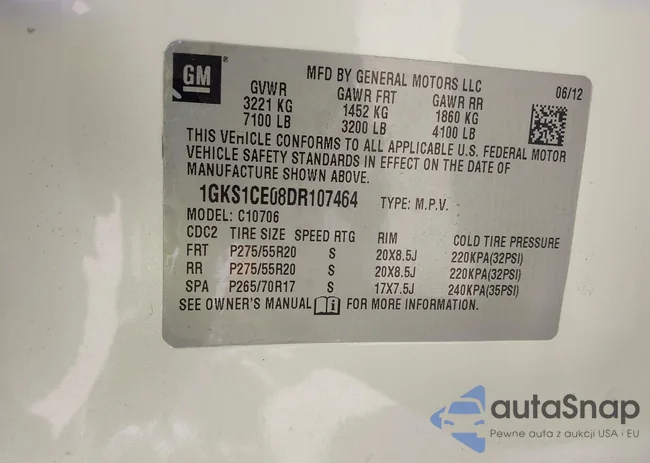 GM
MFD BY GENERAL MOTORS LLC
06/12
GVWR GAWR FRT GAWR RR
3221 KG 1452 KG 1860 KG
7100 LB 3200 LB 4100 LB
THIS VEHICLE CONFORMS TO ALL APPLICABLE U.S. FEDERAL MOTOR
VEHICLE SAFETY STANDARDS IN EFFECT ON THE DATE OF
MANUFACTURE SHOWN ABOVE.
1GKS1CE08DR107464 TYPE: M.P.V.
MODEL: C10706
CDC2 TIRE SIZE SPEED RTG RIM COLD TIRE PRESSURE
FRT P275/55R20 S 20X8.5J 220KPA(32PSI)
RR P275/55R20 S 20X8.5J 220KPA(32PSI)
SPA P265/70R17 S 17X7.5J 240KPA(35PSI)
SEE OWNER'S MANUAL FOR MORE INFORMATION.
autaSnap
Pewne auta z aukcji USA i EU